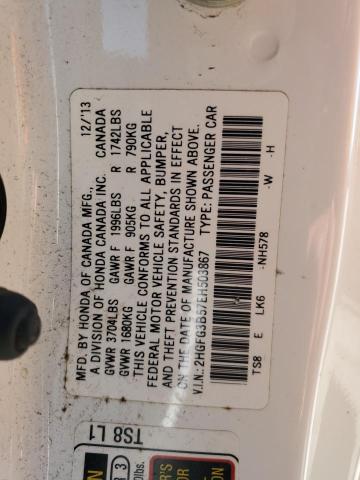 MFD. BY HONDA OF CANADA MFG., 12/'13
A DIVISION OF HONDA CANADA INC. CANADA
GVWR 3704LBS GAWR F 1996LBS R 1742LBS
GVWR 1680KG GAWR F 905KG R 790KG
THIS VEHICLE CONFORMS TO ALL APPLICABLE
FEDERAL MOTOR VEHICLE SAFETY, BUMPER,
AND THEFT PREVENTION STANDARDS IN EFFECT
ON THE DATE OF MANUFACTURE SHOWN ABOVE.
V.I.N.: 2HGFG3B57EH503867 TYPE: PASSENGER CAR
TS8 E LK6 -NH578 -W -H
TS8 L1
3